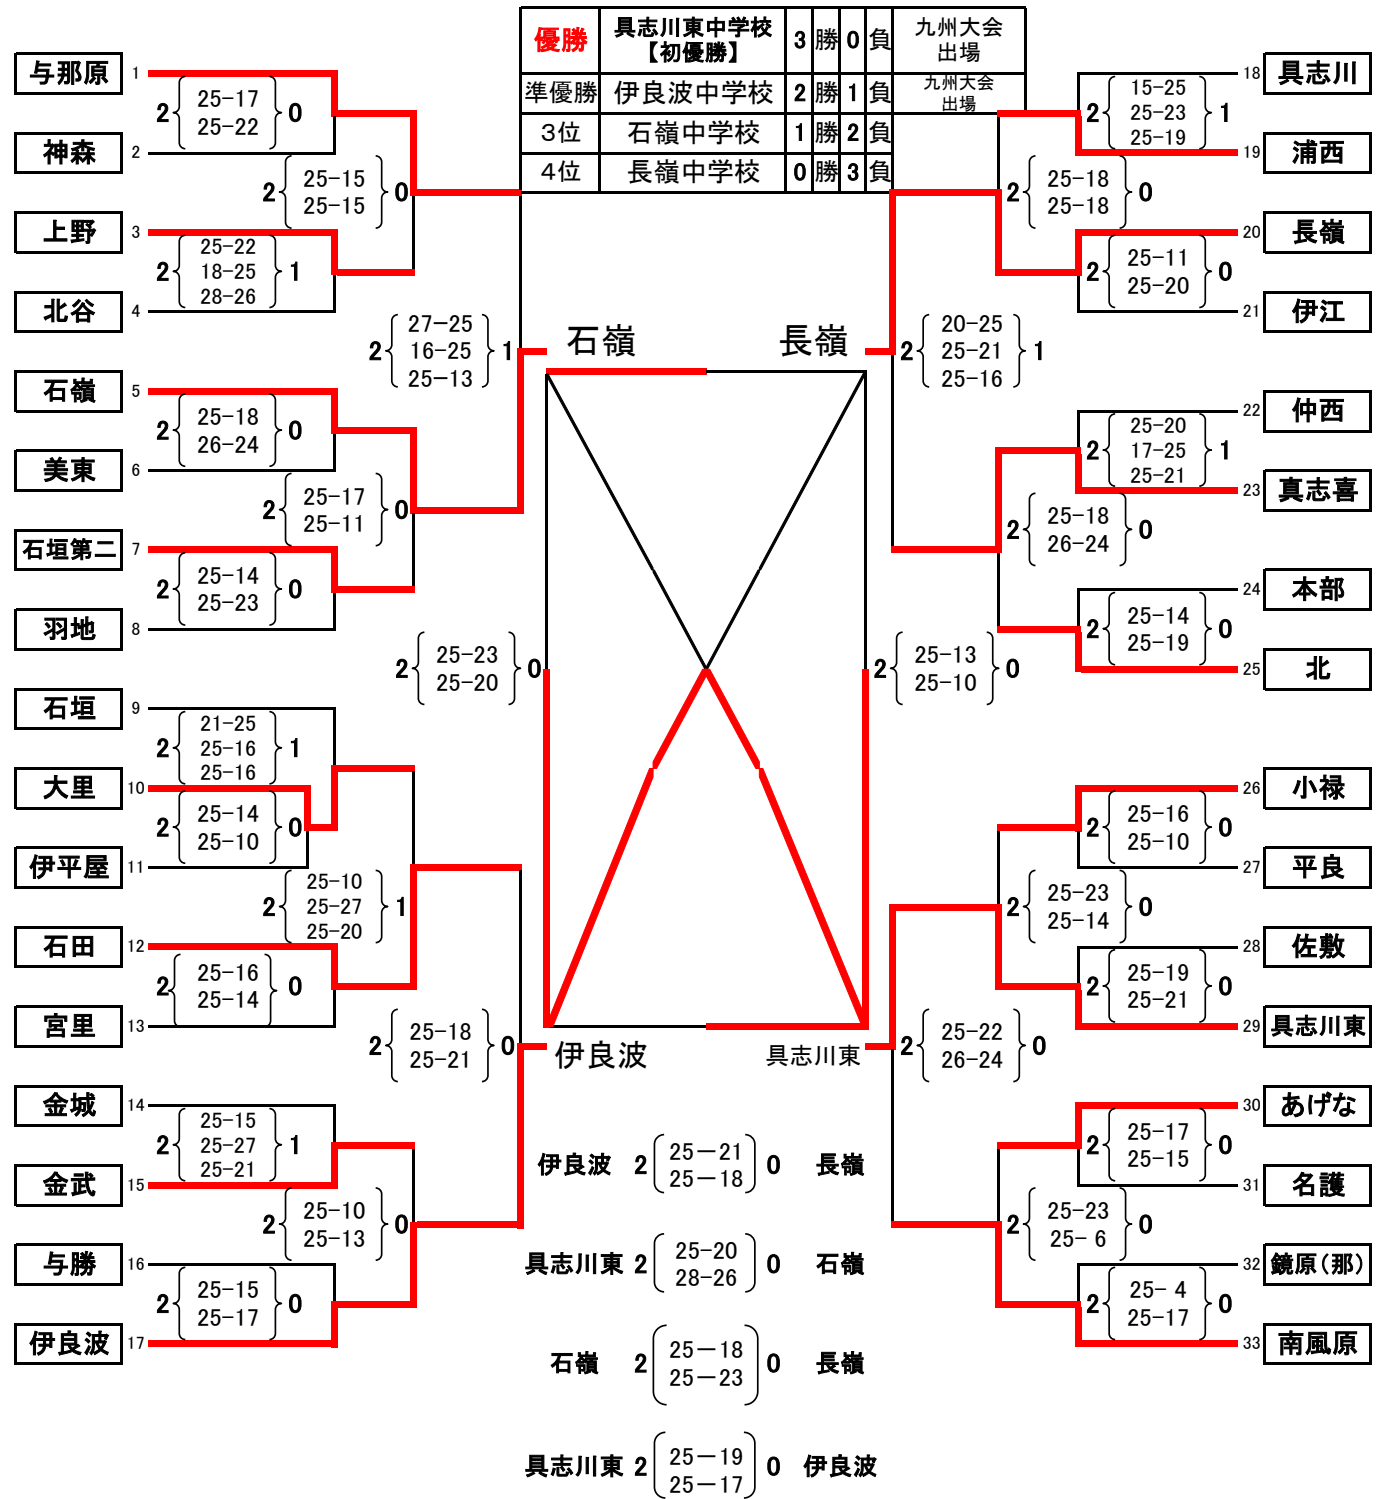 優勝 具志川東中学校【初優勝】 3 勝 0 負 九州大会出場
準優勝 伊良波中学校 2 勝 1 負 九州大会出場
3位 石嶺中学校 1 勝 2 負
4位 長嶺中学校 0 勝 3 負
与那原 1
2 25-17 0
25-22
神森 2
2 25-15 0
25-15
上野 3
2 25-22 1
18-25
28-26
北谷 4
2 27-25 1
16-25
25-13
石嶺 5
2 25-18 0
26-24
美東 6
2 25-17 0
25-11
石垣第二 7
2 25-14 0
25-23
羽地 8
石垣 9
2 21-25 1
25-16
25-16
大里 10
2 25-14 0
25-10
伊平屋 11
2 25-10 1
25-27
25-20
石田 12
2 25-16 0
25-14
宮里 13
2 25-18 0
25-21
金城 14
2 25-15 1
25-27
25-21
金武 15
2 25-10 0
25-13
与勝 16
2 25-15 0
25-17
伊良波 17
石嶺 長嶺
2 25-23 0
25-20
2 25-13 0
25-10
伊良波 具志川東
伊良波 2 25-21 0 長嶺
25-18
具志川東 2 25-20 0 石嶺
28-26
石嶺 2 25-18 0 長嶺
25-23
具志川東 2 25-19 0 伊良波
25-17
18 具志川
2 15-25 1
25-23
25-19
19 浦西
2 25-18 0
25-18
20 長嶺
2 25-11 0
25-20
21 伊江
2 20-25 1
25-21
25-16
22 仲西
2 25-20 1
17-25
25-21
23 真志喜
2 25-18 0
26-24
24 本部
2 25-14 0
25-19
25 北
26 小禄
2 25-16 0
25-10
27 平良
2 25-23 0
25-14
28 佐敷
2 25-19 0
25-21
29 具志川東
2 25-22 0
26-24
30 あげな
2 25-17 0
25-15
31 名護
2 25-23 0
25- 6
32 鏡原(那)
2 25- 4 0
25-17
33 南風原